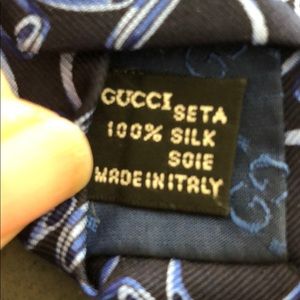 GUCCI SETA
100% SILK
SOIE
MADE IN ITALY